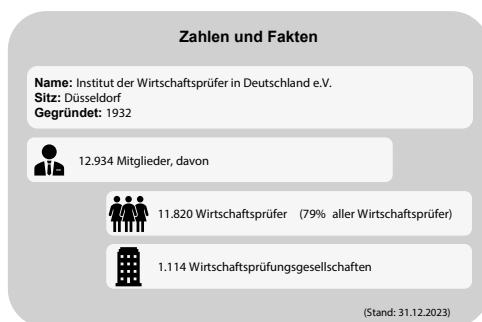 Zahlen und Fakten
Name: Institut der Wirtschaftsprüfer in Deutschland e.V.
Sitz: Düsseldorf
Gegründet: 1932
12.934 Mitglieder, davon
11.820 Wirtschaftsprüfer (79% aller Wirtschaftsprüfer)
1.114 Wirtschaftsprüfungsgesellschaften
(Stand: 31.12.2023)